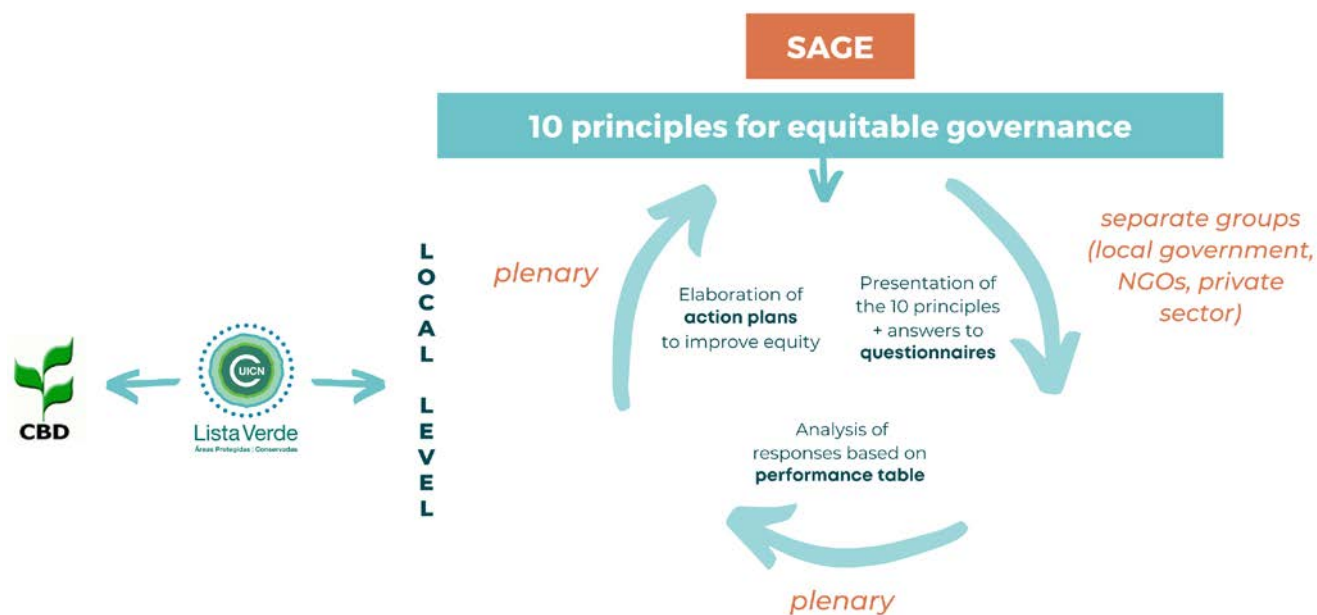 SAGE
10 principles for equitable governance
separate groups
(local government,
NGOs, private
sector)
plenary
LOCAL LEVEL
Elaboration of
action plans
to improve equity
Presentation of
the 10 principles
+ answers to
questionnaires
Analysis of
responses based on
performance table
plenary
CBD
UICN
Lista Verde
Áreas Protegidas | Conservadas